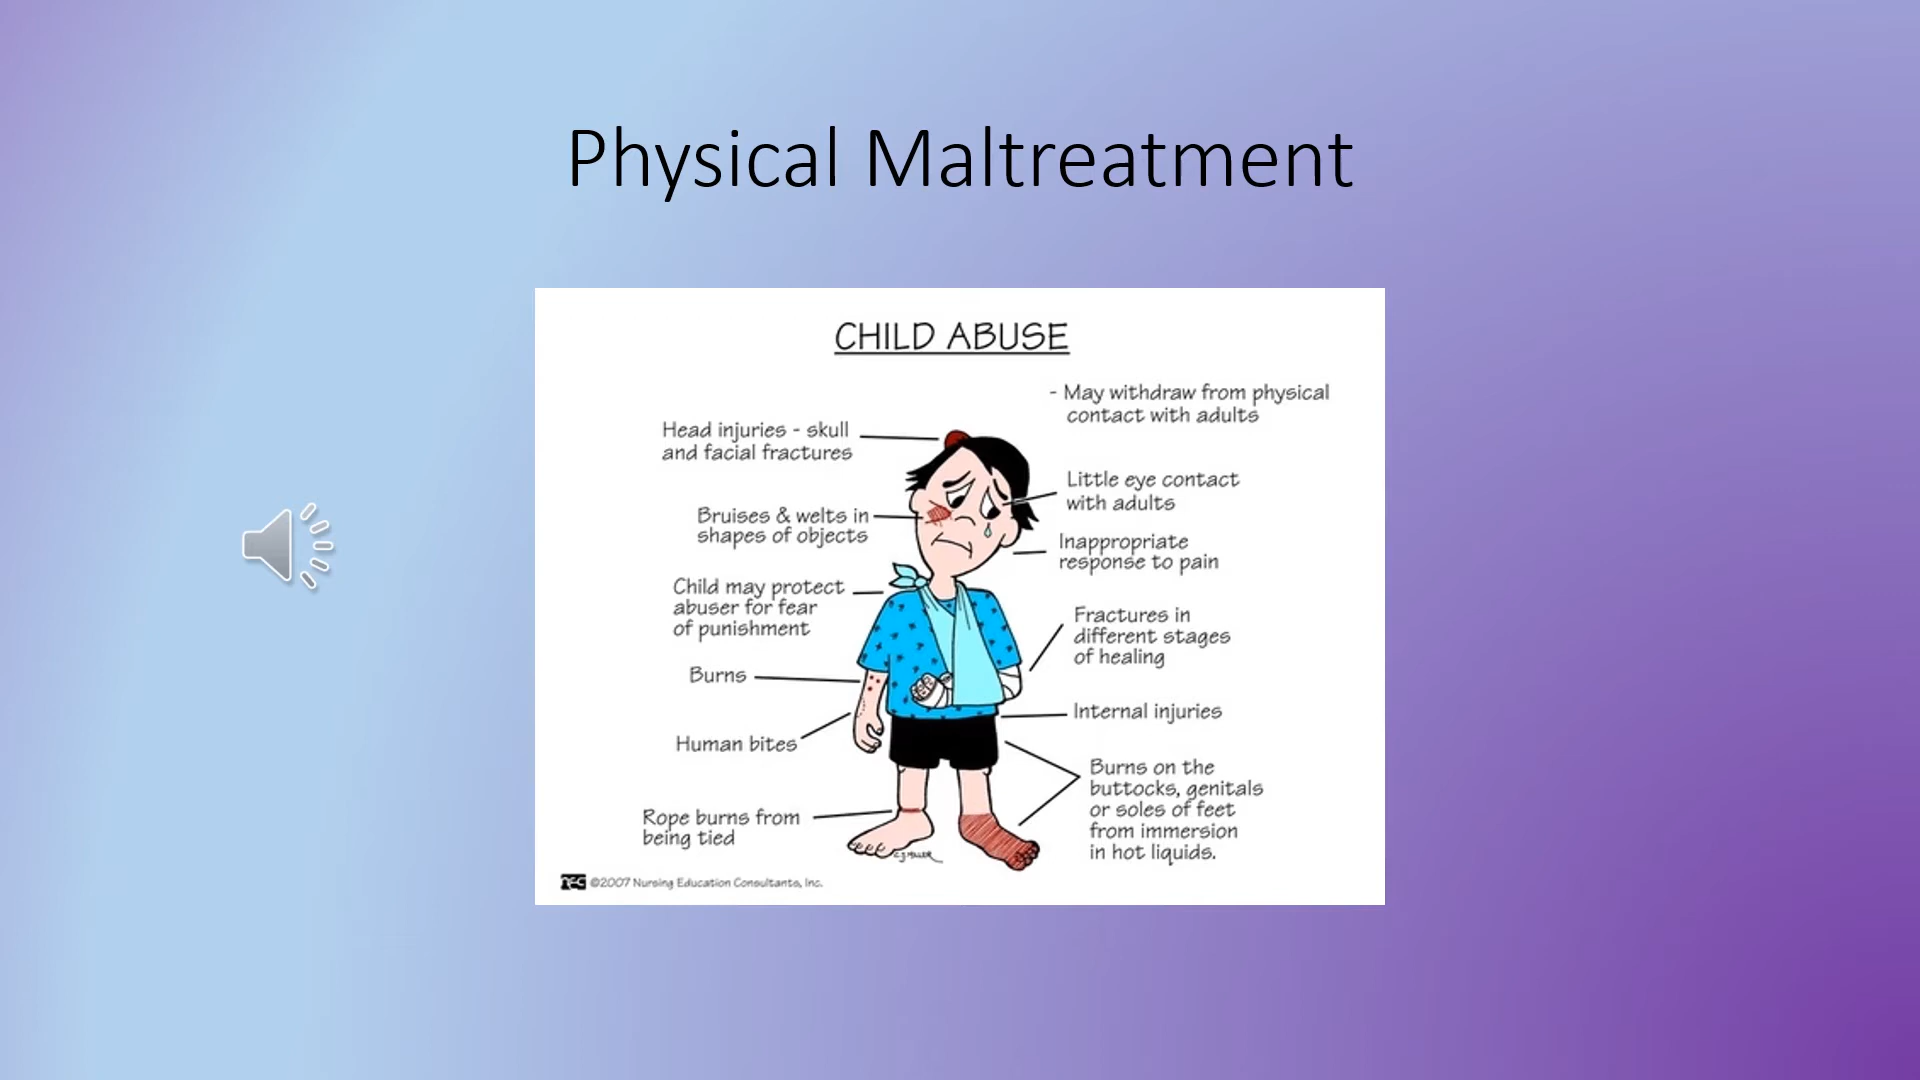 Physical Maltreatment
CHILD ABUSE
- May withdraw from physical
contact with adults
Head injuries - skull
and facial fractures
Little eye contact
with adults
Bruises & welts in
shapes of objects
Inappropriate
response to pain
Child may protect
abuser for fear
of punishment
Fractures in
different stages
of healing
Burns
Internal injuries
Human bites
Burns on the
buttocks, genitals
or soles of feet
from immersion
in hot liquids.
Rope burns from
being tied
C.J. MILLER
NEC ©2007 Nursing Education Consultants, Inc.